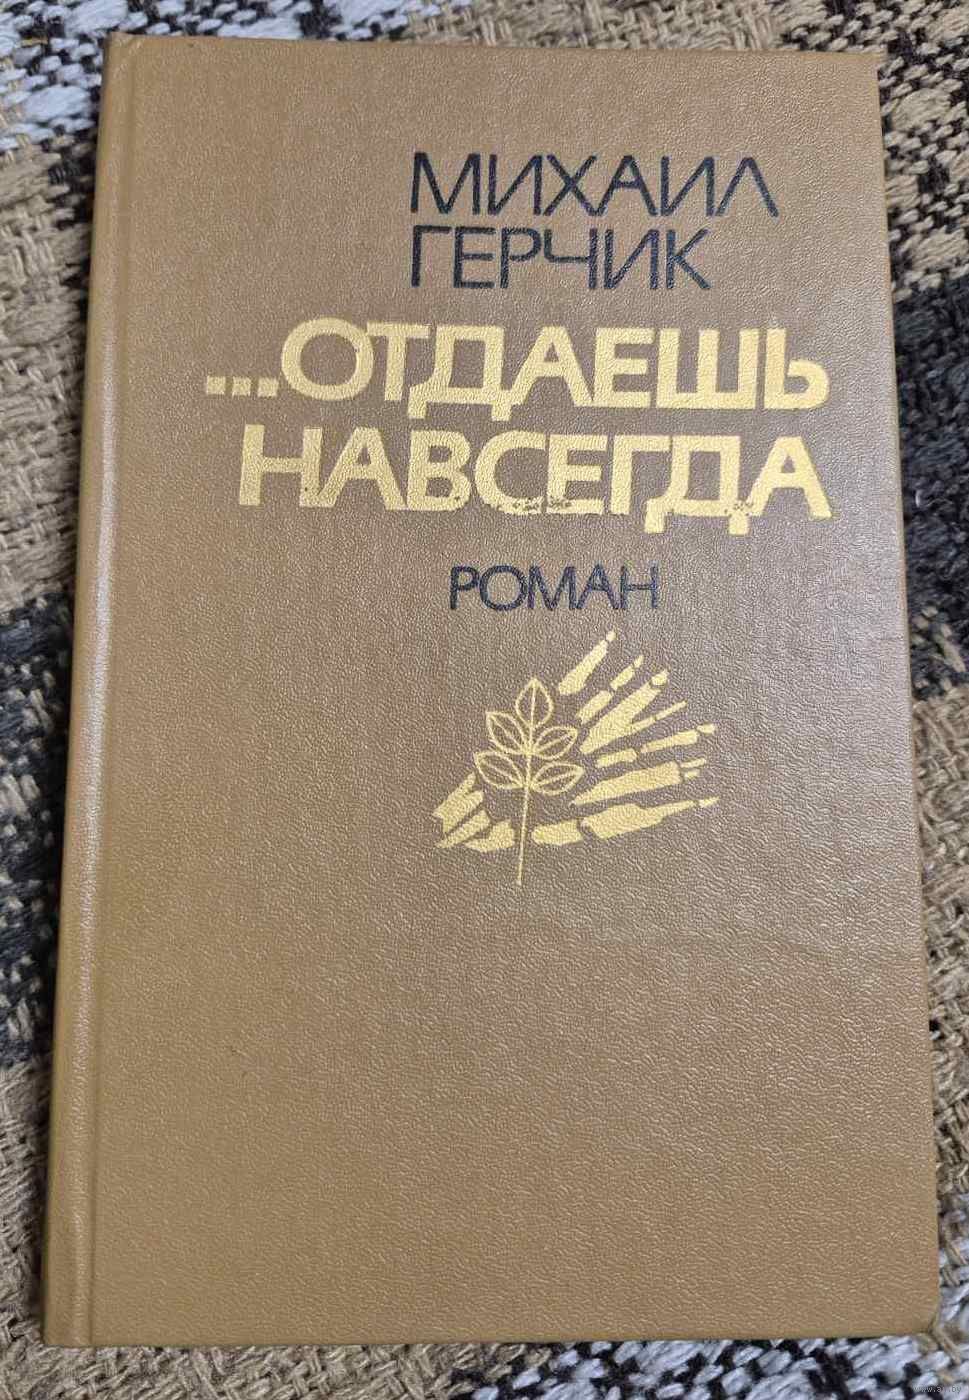 МИХАИЛ
ГЕРЧИК
...ОТДАЕШЬ
НАВСЕГДА
РОМАН